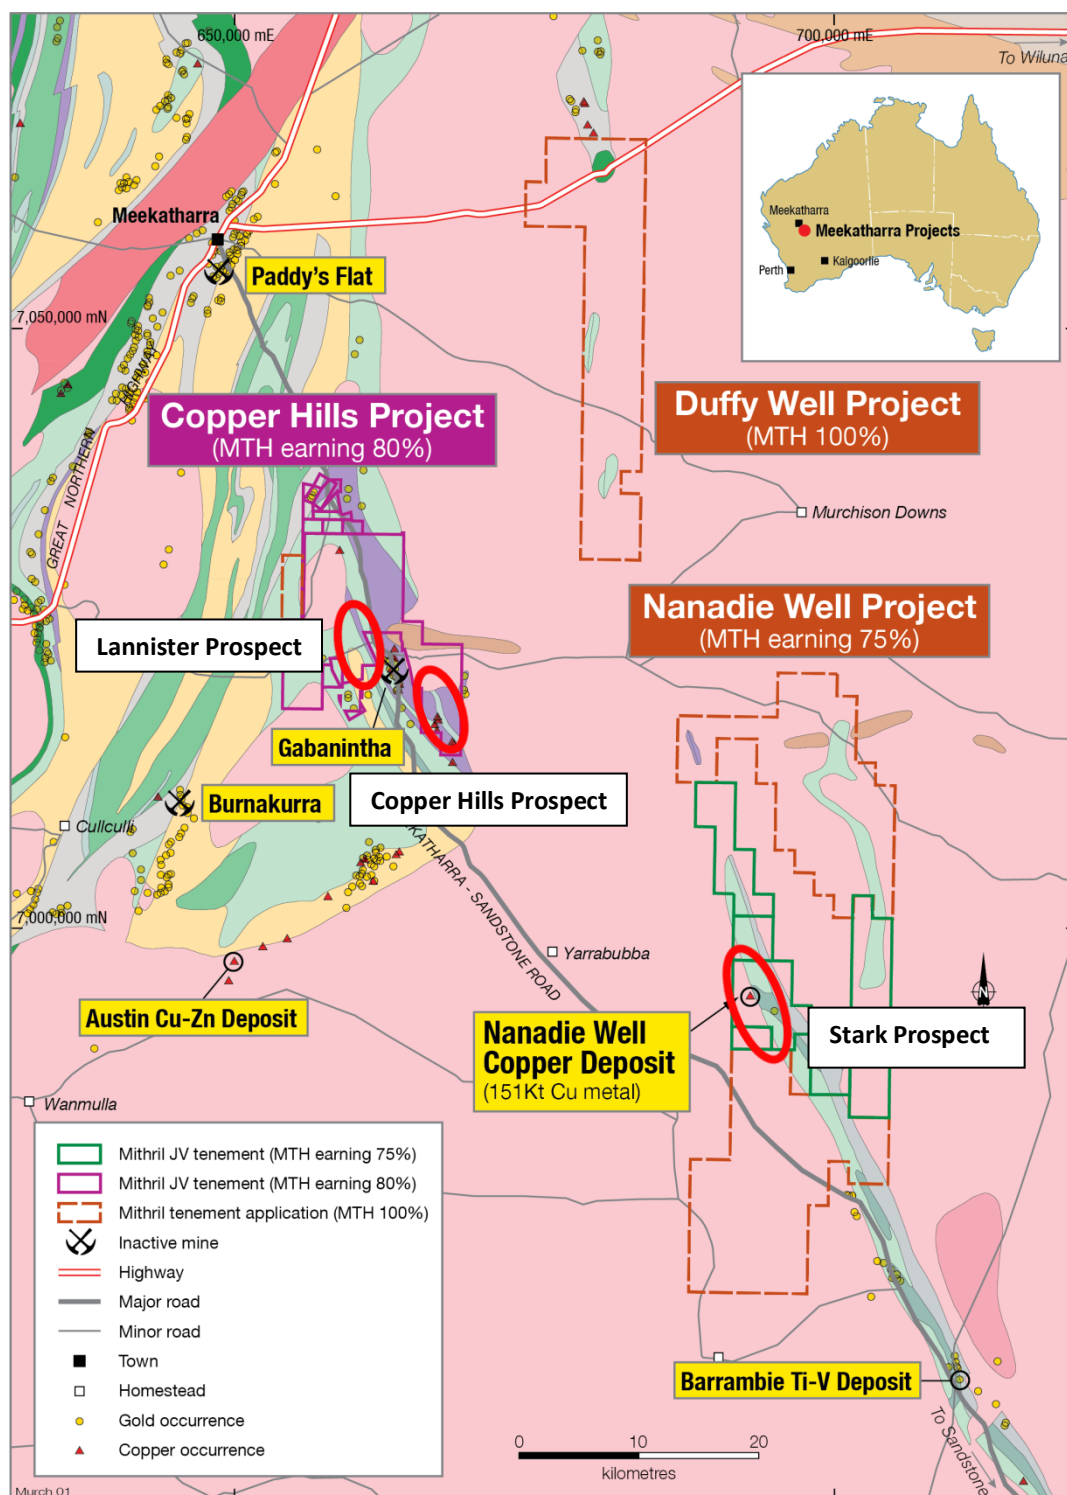 650,000 mE
700,000 mE
To Wiluna
Meekatharra
Meekatharra
Meekatharra Projects
Perth
Kalgoorlie
Paddy's Flat
7,050,000 mN
HIGHWAY
NORTHERN
GREAT
Copper Hills Project
(MTH earning 80%)
Duffy Well Project
(MTH 100%)
Murchison Downs
Nanadie Well Project
(MTH earning 75%)
Lannister Prospect
Gabanintha
Copper Hills Prospect
Burnakurra
Cullculli
KATHARRA - SANDSTONE ROAD
7,000,000 mN
Yarrabubba
Austin Cu-Zn Deposit
Nanadie Well
Copper Deposit
(151Kt Cu metal)
N
Stark Prospect
Wanmulla
Mithril JV tenement (MTH earning 75%)
Mithril JV tenement (MTH earning 80%)
Mithril tenement application (MTH 100%)
Inactive mine
Highway
Major road
Minor road
Town
Homestead
Gold occurrence
Copper occurrence
Barrambie Ti-V Deposit
To Sandstone
0 10 20
kilometres
Murch 01